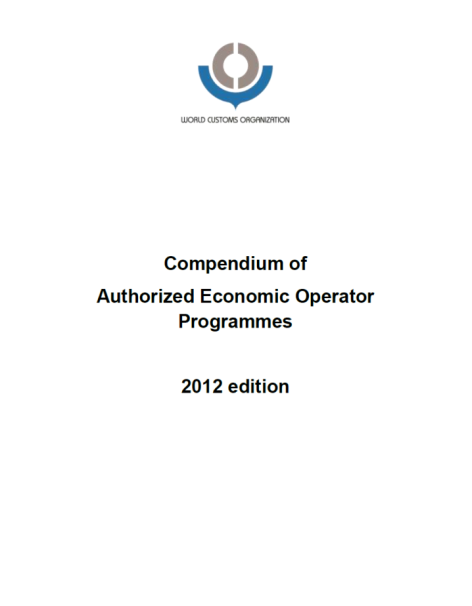 WORLD CUSTOMS ORGANIZATION
Compendium of
Authorized Economic Operator
Programmes
2012 edition